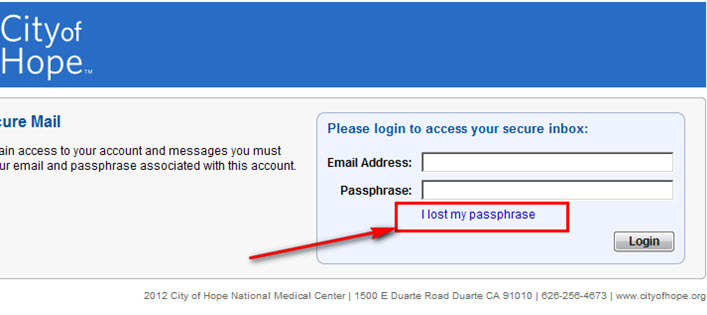 City of
Hope™
cure Mail
ain access to your account and messages you must
ur email and passphrase associated with this account.
Please login to access your secure inbox:
Email Address:
Passphrase:
I lost my passphrase
Login
2012 City of Hope National Medical Center | 1500 E Duarte Road Duarte CA 91010 | 626-256-4673 | www.cityofhope.org